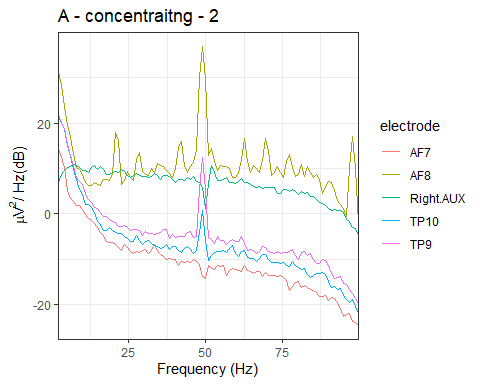 A - concentraitng - 2
μV²/ Hz(dB)
20
0
-20
25
50
75
Frequency (Hz)
electrode
AF7
AF8
Right.AUX
TP10
TP9